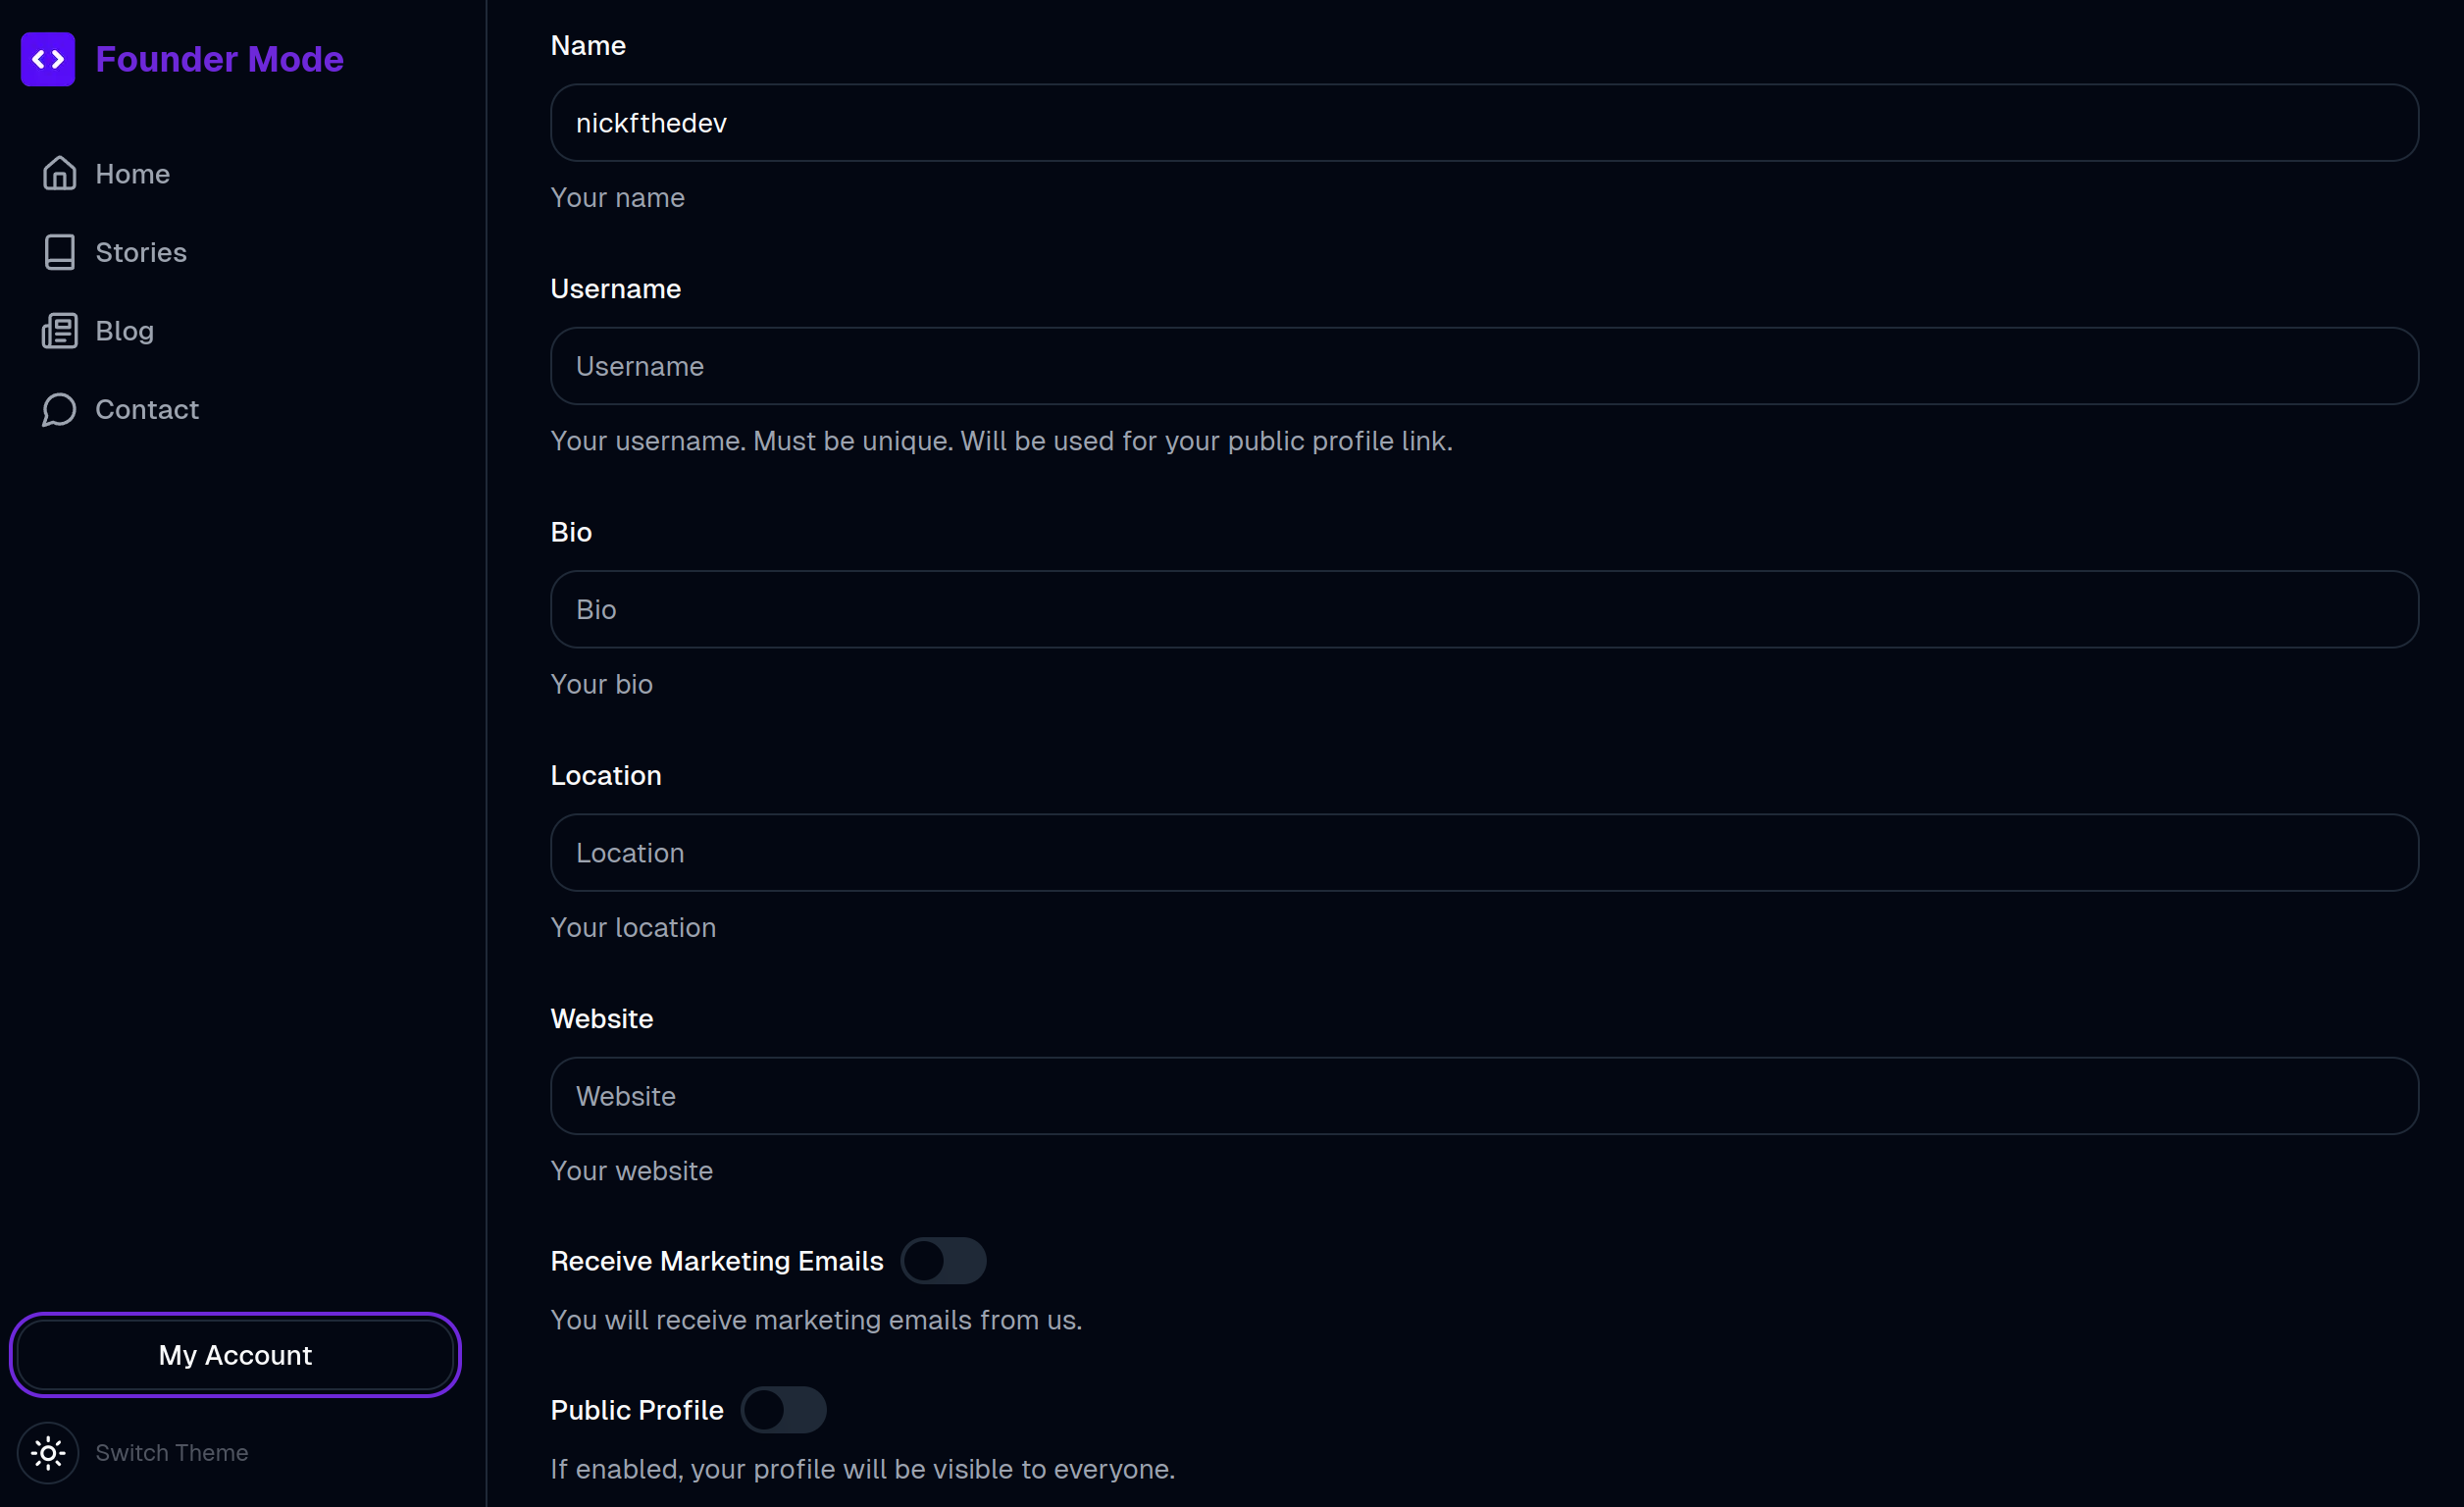 Founder Mode
Home
Stories
Blog
Contact
My Account
Switch Theme
Name
nickfthedev
Your name
Username
Username
Your username. Must be unique. Will be used for your public profile link.
Bio
Bio
Your bio
Location
Location
Your location
Website
Website
Your website
Receive Marketing Emails
You will receive marketing emails from us.
Public Profile
If enabled, your profile will be visible to everyone.